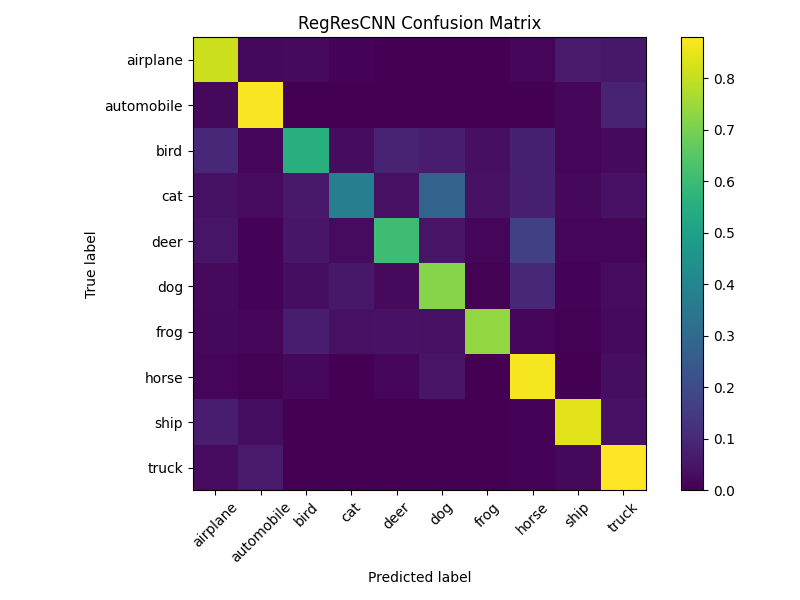 RegResCNN Confusion Matrix
True label
airplane
automobile
bird
cat
deer
dog
frog
horse
ship
truck
airplane
automobile
bird
cat
deer
dog
frog
horse
ship
truck
Predicted label
0.8
0.7
0.6
0.5
0.4
0.3
0.2
0.1
0.0